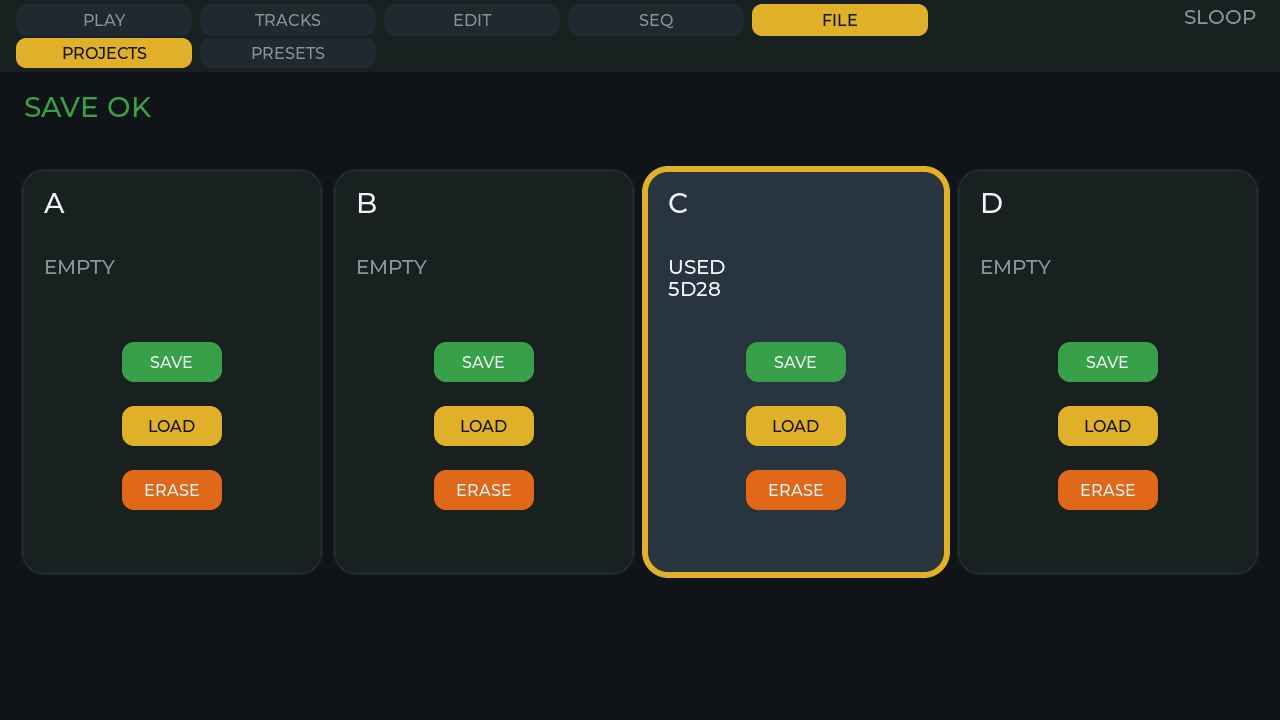 PLAY TRACKS EDIT SEQ FILE SLOOP
PROJECTS PRESETS
SAVE OK
A B C D
EMPTY EMPTY USED EMPTY
5D28
SAVE SAVE SAVE SAVE
LOAD LOAD LOAD LOAD
ERASE ERASE ERASE ERASE